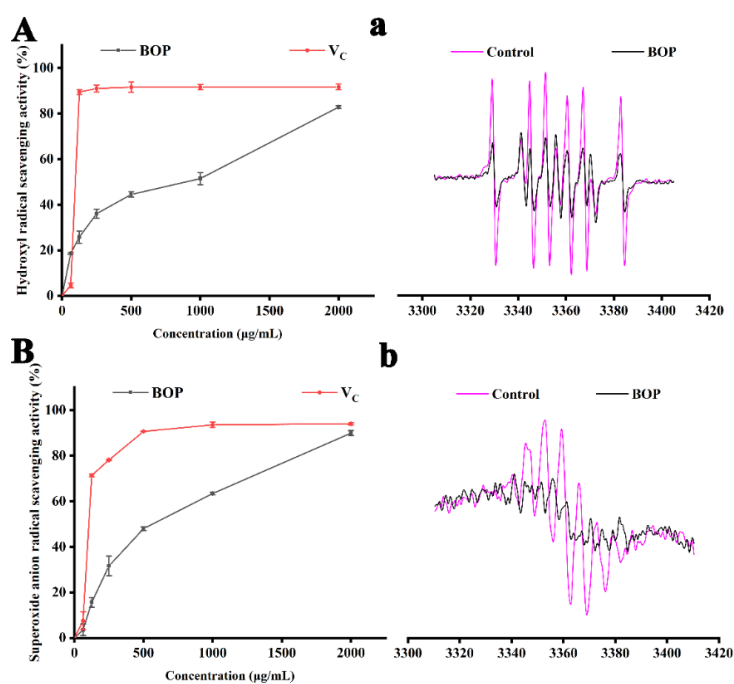 A
BOP
V_C
Hydroxyl radical scavenging activity (%)
100
80
60
40
20
0
0 500 1000 1500 2000
Concentration (μg/mL)
a
Control BOP
3300 3320 3340 3360 3380 3400 3420
B
BOP
V_C
Superoxide anion radical scavenging activity (%)
100
80
60
40
20
0
0 500 1000 1500 2000
Concentration (μg/mL)
b
Control BOP
3300 3320 3340 3360 3380 3400 3420